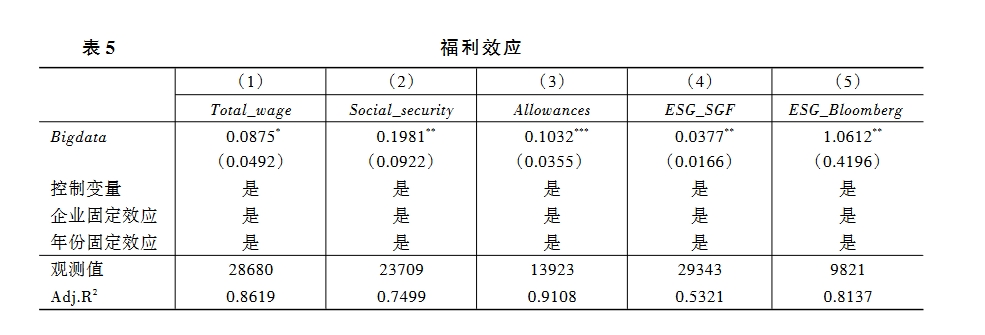 表 5 福利效应
（1） （2） （3） （4） （5）
Total_wage Social_security Allowances ESG_SGF ESG_Bloomberg
Bigdata 0.0875* 0.1981** 0.1032*** 0.0377** 1.0612**
（0.0492） （0.0922） （0.0355） （0.0166） （0.4196）
控制变量 是 是 是 是 是
企业固定效应 是 是 是 是 是
年份固定效应 是 是 是 是 是
观测值 28680 23709 13923 29343 9821
Adj.R² 0.8619 0.7499 0.9108 0.5321 0.8137